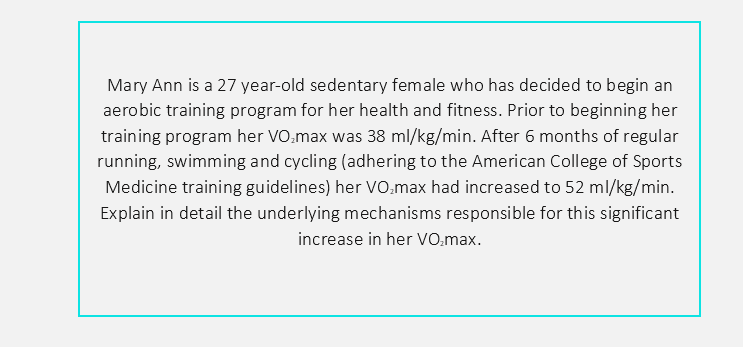 Mary Ann is a 27 year-old sedentary female who has decided to begin an
aerobic training program for her health and fitness. Prior to beginning her
training program her VO₂max was 38 ml/kg/min. After 6 months of regular
running, swimming and cycling (adhering to the American College of Sports
Medicine training guidelines) her VO₂max had increased to 52 ml/kg/min.
Explain in detail the underlying mechanisms responsible for this significant
increase in her VO₂max.